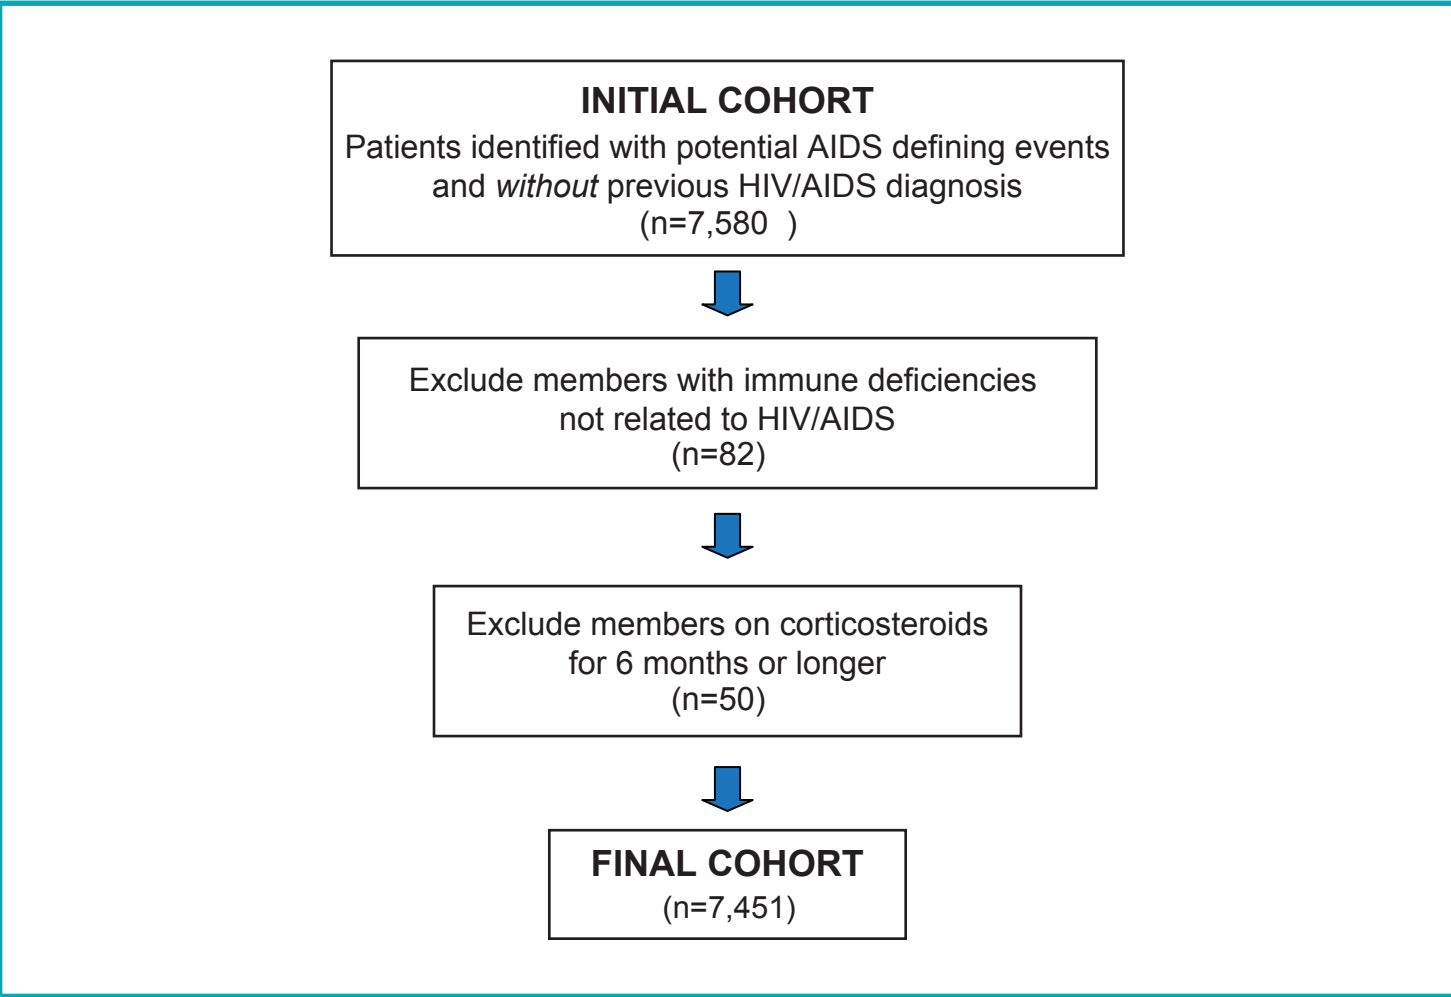 INITIAL COHORT
Patients identified with potential AIDS defining events
and without previous HIV/AIDS diagnosis
(n=7,580  )
Exclude members with immune deficiencies
not related to HIV/AIDS
(n=82)
Exclude members on corticosteroids
for 6 months or longer
(n=50)
FINAL COHORT
(n=7,451)